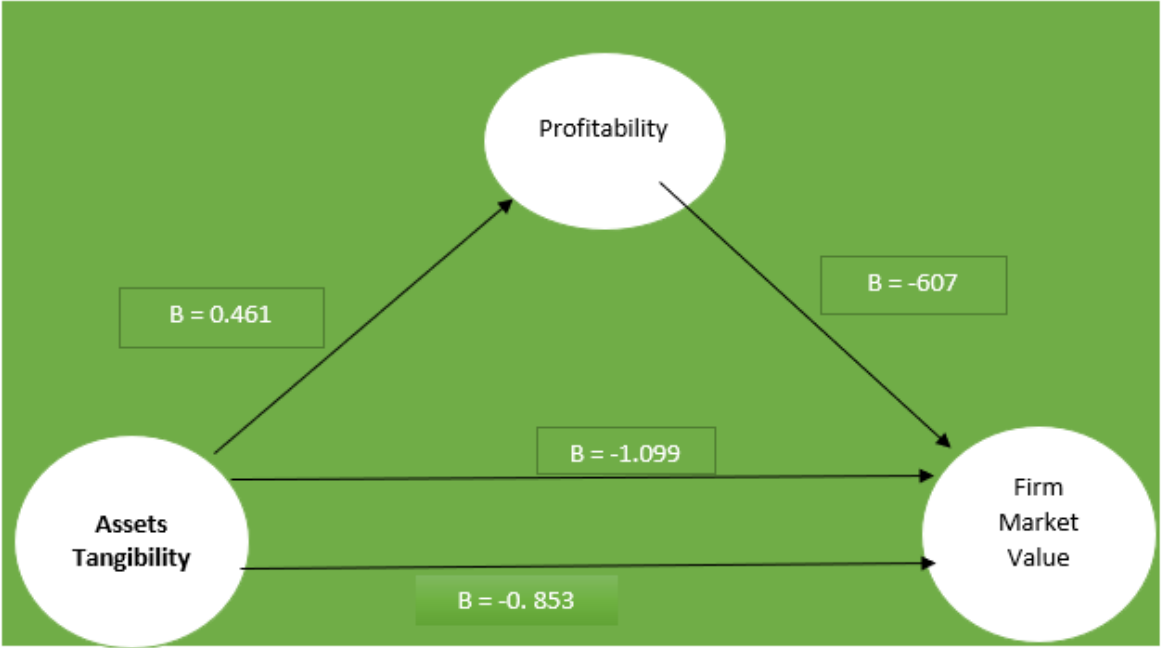 Profitability
B = -607
B = 0.461
B = -1.099
Assets
Tangibility
Firm
Market
Value
B = -0. 853